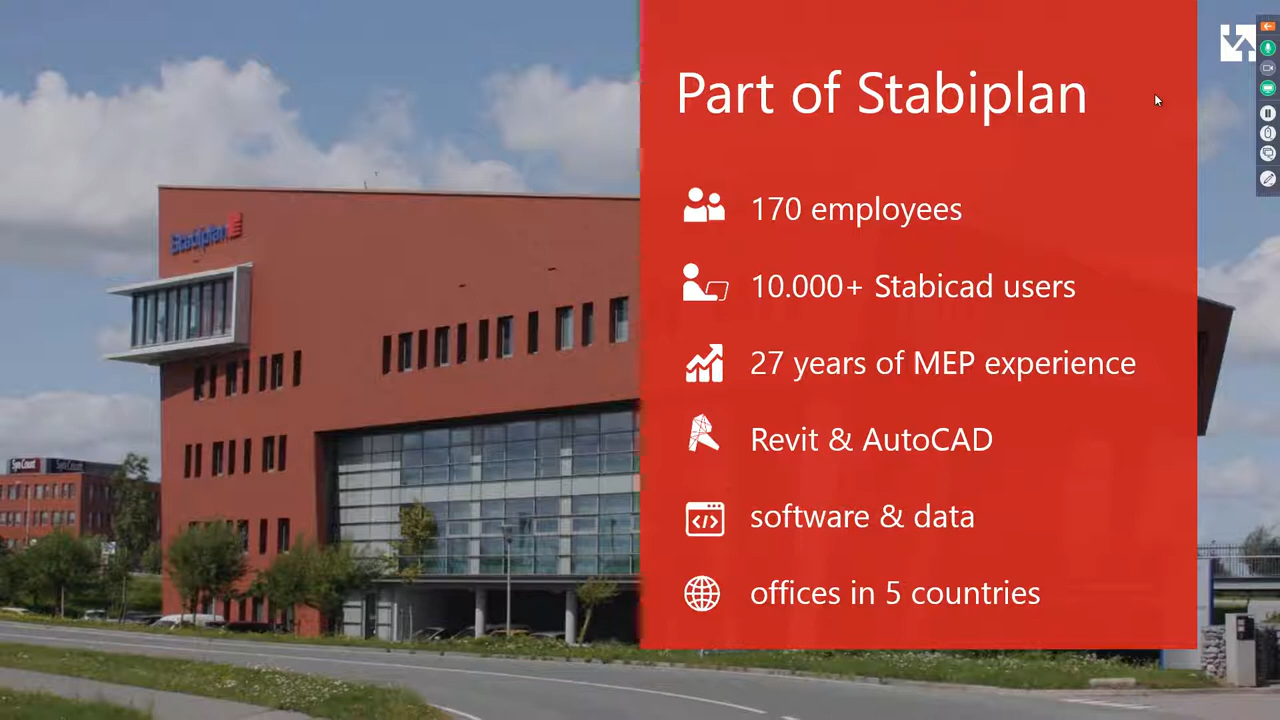 Part of Stabiplan
170 employees
10.000+ Stabicad users
27 years of MEP experience
Revit & AutoCAD
software & data
offices in 5 countries
Stabiplan